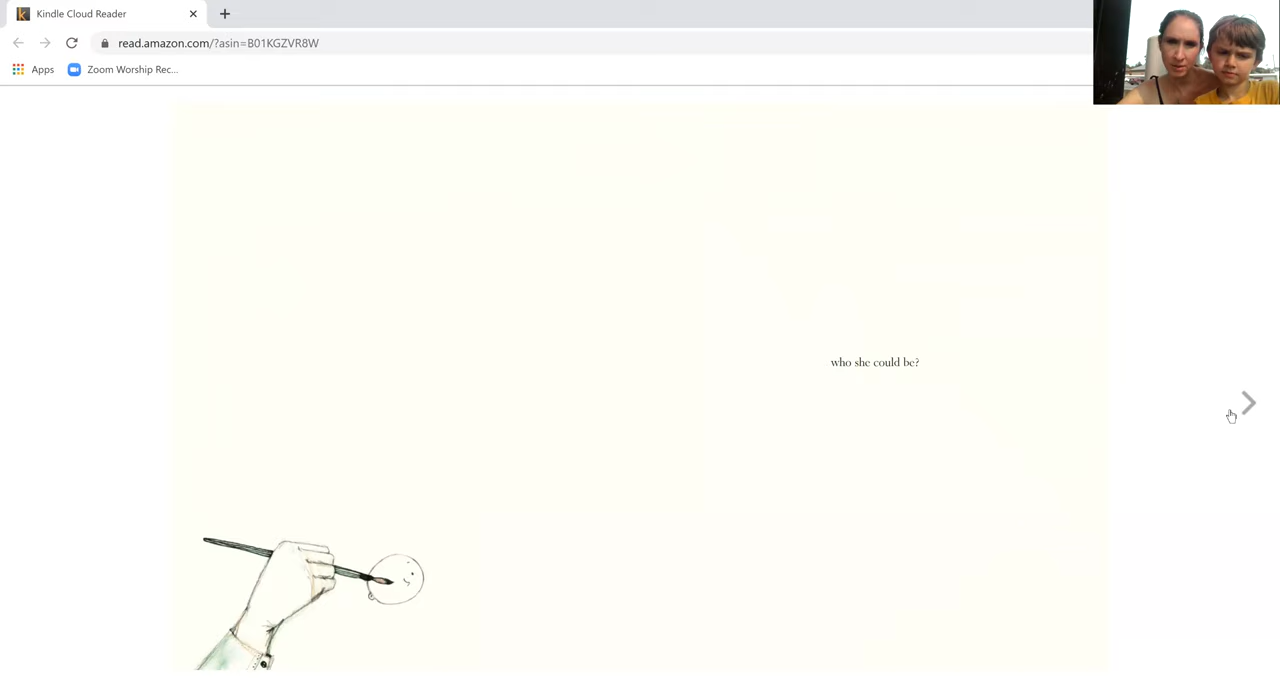 Kindle Cloud Reader
read.amazon.com/?asin=B01KGZVR8W
Apps
Zoom Worship Rec...
who she could be?